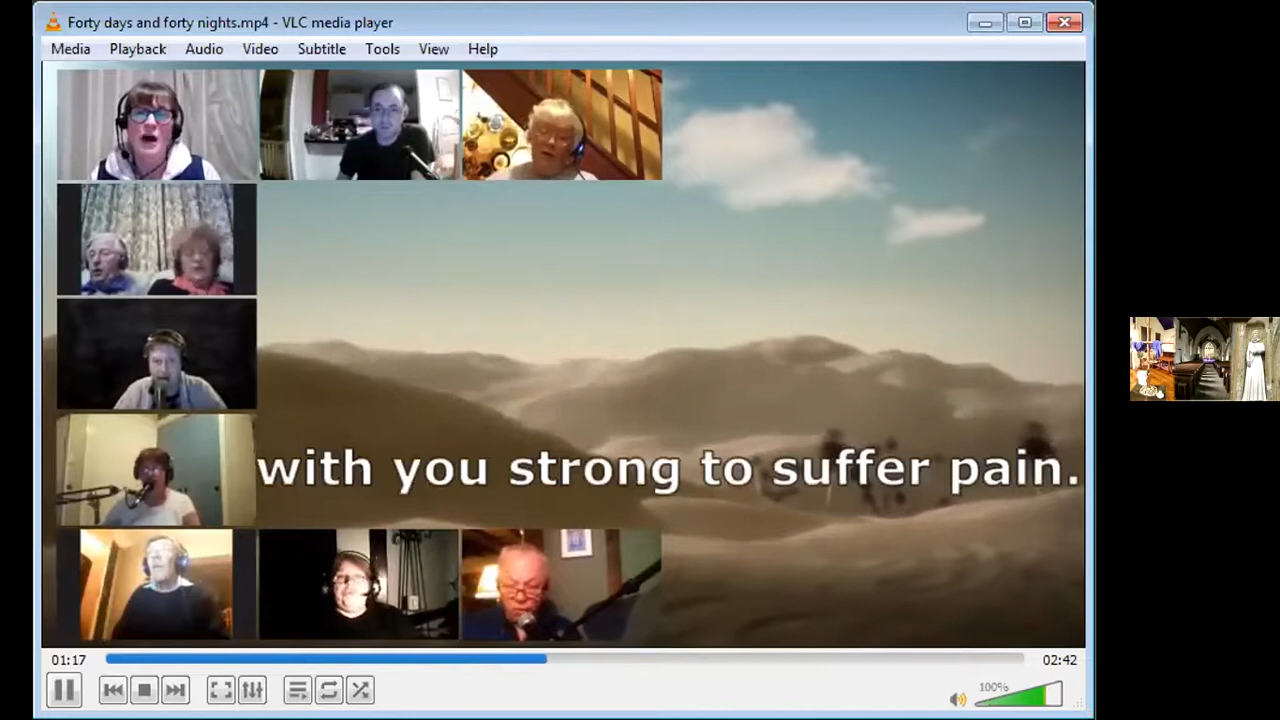 Forty days and forty nights.mp4 - VLC media player
Media Playback Audio Video Subtitle Tools View Help
with you strong to suffer pain.
01:17
02:42
100%